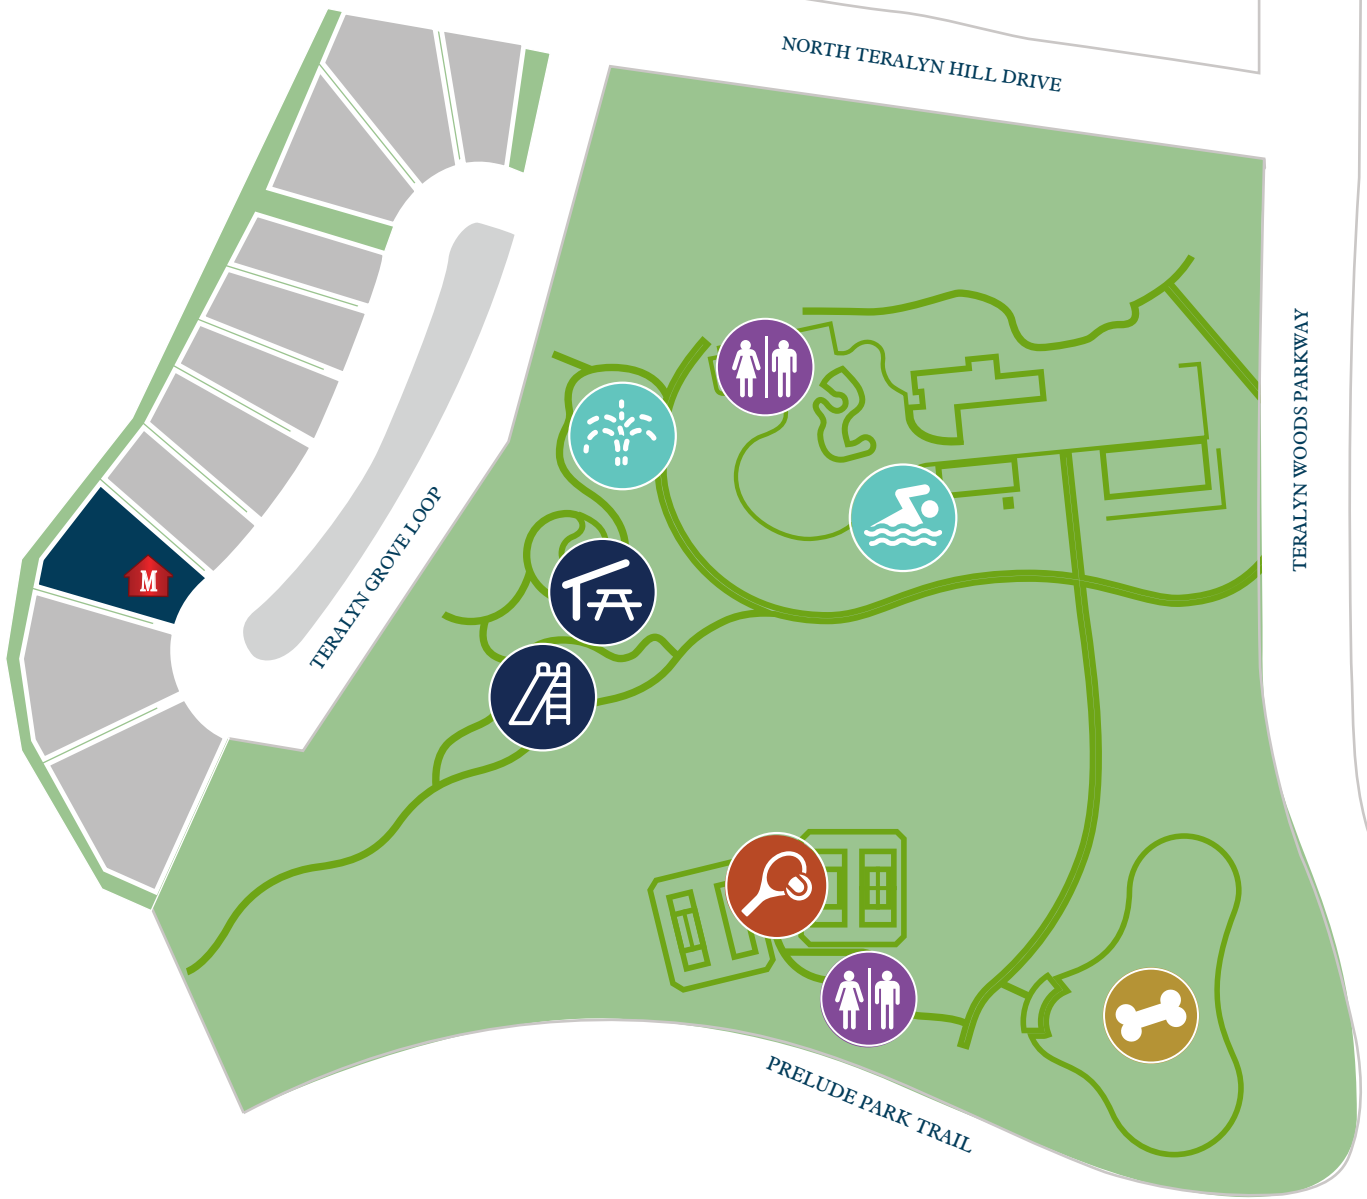 NORTH TERALYN HILL DRIVE
TERALYN WOODS PARKWAY
TERALYN GROVE LOOP
M
PRELUDE PARK TRAIL